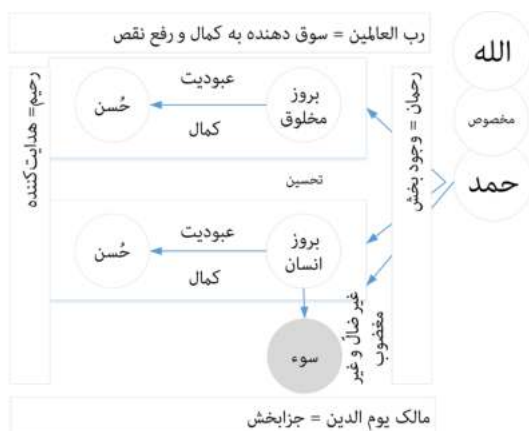 رب العالمین = سوق دهنده به کمال و رفع نقص
الله
مخصوص
حمد
رحمان = وجود بخش
رحیم= هدایت‌کننده
عبودیت
بروز
مخلوق
حُسن
کمال
تحسین
عبودیت
بروز
انسان
حُسن
کمال
غیر ضالّ و غیر
مغضوب
سوء
مالک یوم الدین = جزابخش